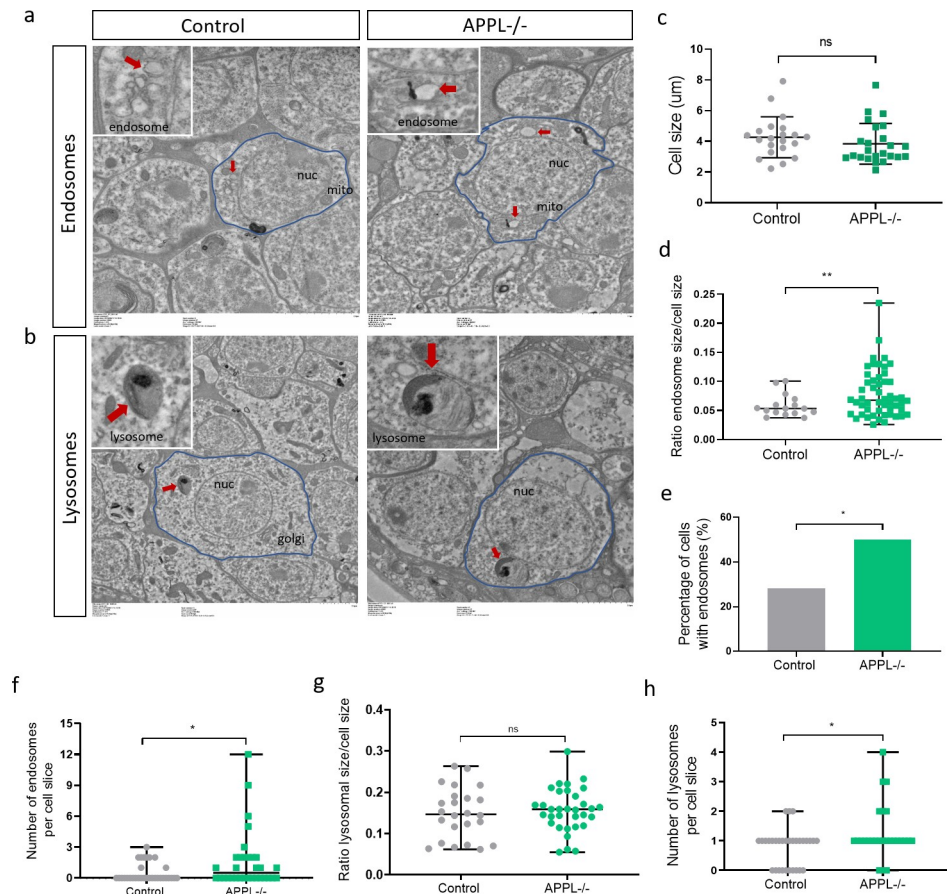 a
Control
APPL-/-
Endosomes
endosome
nuc
mito
endosome
nuc
mito
b
Lysosomes
lysosome
nuc
golgi
lysosome
nuc
c
ns
Cell size (um)
10
8
6
4
2
0
Control
APPL-/-
d
**
Ratio endosome size/cell size
0.25
0.20
0.15
0.10
0.05
0.00
Control
APPL-/-
e
*
Percentage of cells
with endosomes (%)
60
40
20
0
Control
APPL-/-
f
*
Number of endosomes
per cell slice
15
12
9
6
3
0
Control
APPL-/-
g
ns
Ratio lysosomal size/cell size
0.4
0.3
0.2
0.1
0.0
Control
APPL-/-
h
*
Number of lysosomes
per cell slice
5
4
3
2
1
0
Control
APPL-/-